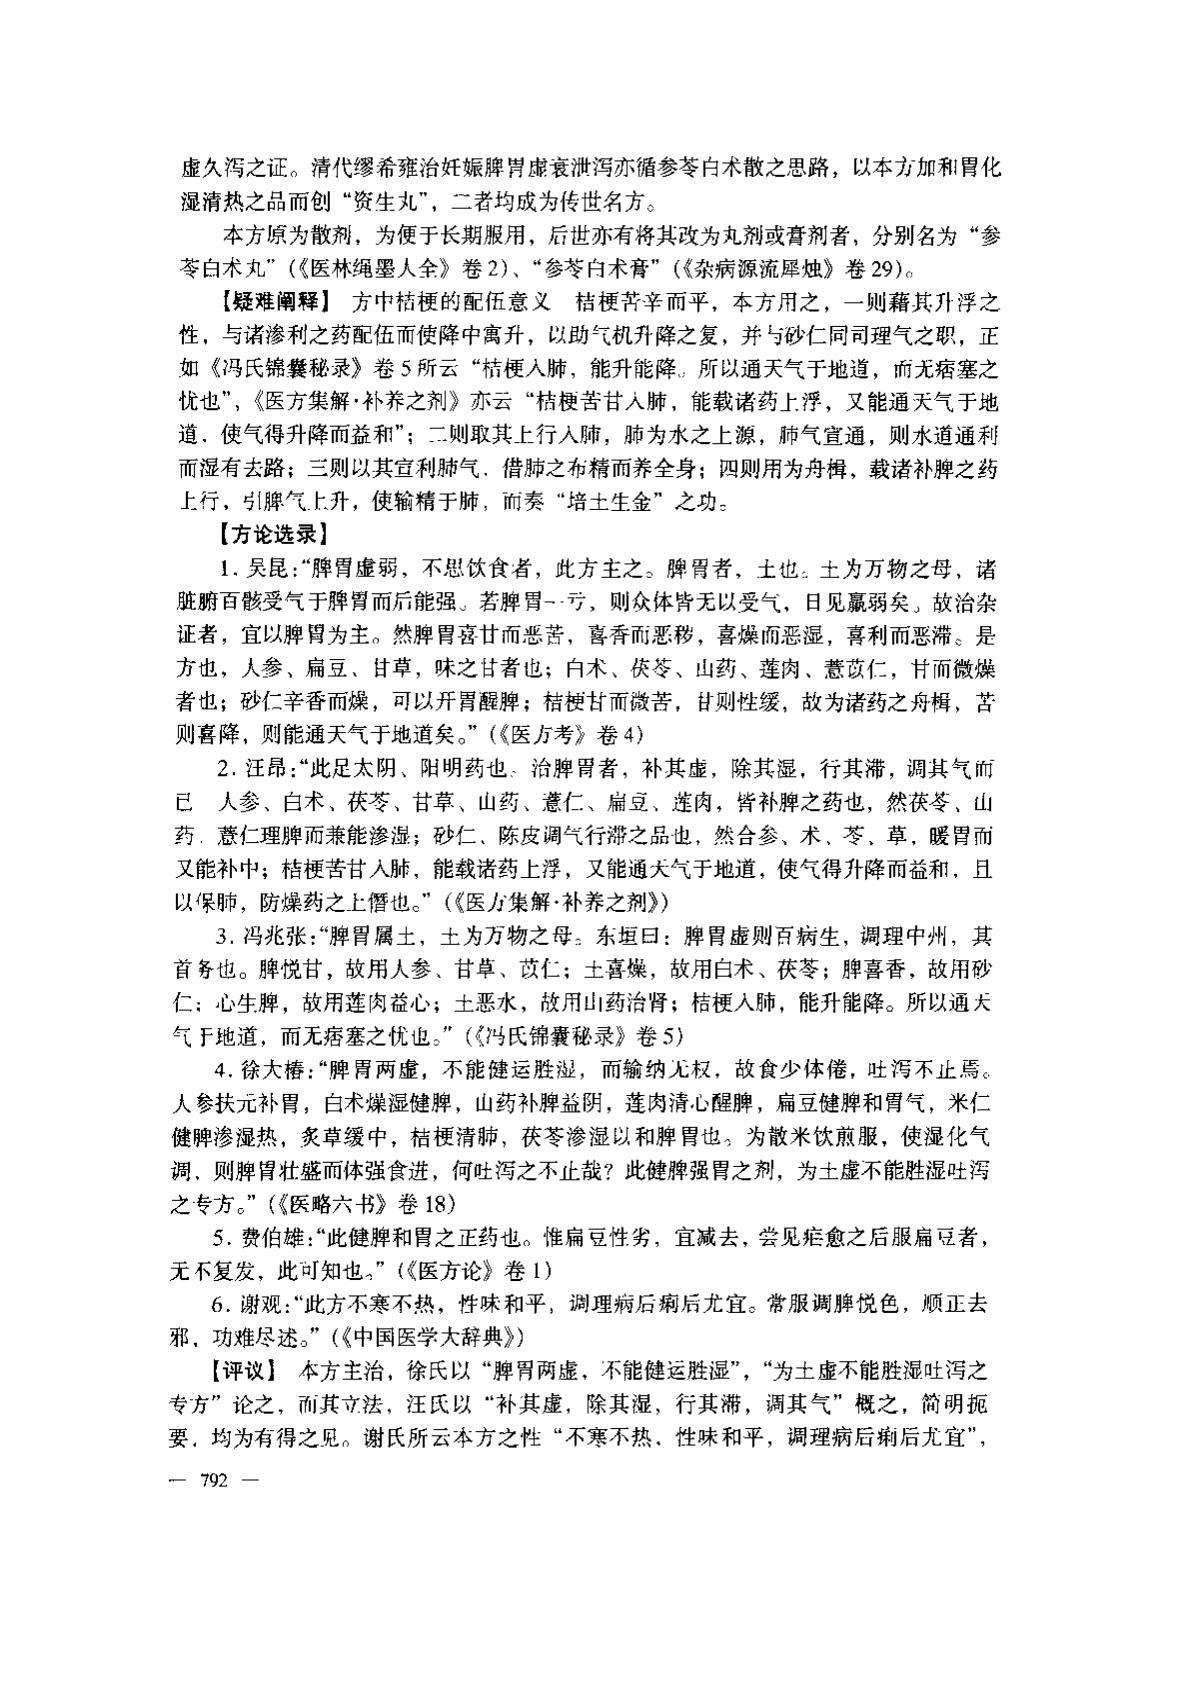 虚久泻之证。清代缪希雍治妊娠脾胃虚衰泄泻亦循参苓白术散之思路，以本方加和胃化
湿清热之品而创“资生丸”，二者均成为传世名方。
本方原为散剂，为便于长期服用，后世亦有将其改为丸剂或膏剂者，分别名为“参
苓白术丸”（《医林绳墨大全》卷2）、“参苓白术膏”（《杂病源流犀烛》卷29）。
【疑难阐释】 方中桔梗的配伍意义 桔梗苦辛而平，本方用之，一则藉其升浮之
性，与诸渗利之药配伍而使降中寓升，以助气机升降之复，并与砂仁同司理气之职，正
如《冯氏锦囊秘录》卷5所云“桔梗入肺，能升能降。所以通天气于地道，而无痞塞之
忧也”，《医方集解·补养之剂》亦云“桔梗苦甘入肺，能载诸药上浮，又能通天气于地
道，使气得升降而益和”；二则取其上行入肺，肺为水之上源，肺气宣通，则水道通利
而湿有去路；三则以其宣利肺气，借肺之布精而养全身；四则用为舟楫，载诸补脾之药
上行，引脾气上升，使输精于肺，而奏“培土生金”之功。
【方论选录】
1. 吴昆：“脾胃虚弱，不思饮食者，此方主之。脾胃者，土也。土为万物之母，诸
脏腑百骸受气于脾胃而后能强。若脾胃一亏，则众体皆无以受气，日见羸弱矣。故治杂
证者，宜以脾胃为主。然脾胃喜甘而恶苦，喜香而恶秽，喜燥而恶湿，喜利而恶滞。是
方也，人参、扁豆、甘草，味之甘者也；白术、茯苓、山药、莲肉、薏苡仁，甘而微燥
者也；砂仁辛香而燥，可以开胃醒脾；桔梗甘而微苦，甘则性缓，故为诸药之舟楫，苦
则喜降，则能通天气于地道矣。”（《医方考》卷4）
2. 汪昂：“此足太阴、阳明药也。治脾胃者，补其虚，除其湿，行其滞，调其气而
已 人参、白术、茯苓、甘草、山药、薏仁、扁豆、莲肉，皆补脾之药也，然茯苓、山
药、薏仁理脾而兼能渗湿；砂仁、陈皮调气行滞之品也，然合参、术、苓、草，暖胃而
又能补中；桔梗苦甘入肺，能载诸药上浮，又能通天气于地道，使气得升降而益和，且
以保肺，防燥药之上僭也。”（《医方集解·补养之剂》）
3. 冯兆张：“脾胃属土，土为万物之母。东垣曰：脾胃虚则百病生，调理中州，其
首务也。脾悦甘，故用人参、甘草、苡仁；土喜燥，故用白术、茯苓；脾喜香，故用砂
仁；心生脾，故用莲肉益心；土恶水，故用山药治肾；桔梗入肺，能升能降。所以通天
气于地道，而无痞塞之忧也。”（《冯氏锦囊秘录》卷5）
4. 徐大椿：“脾胃两虚，不能健运胜湿，而输纳无权，故食少体倦，吐泻不止焉。
人参扶元补胃，白术燥湿健脾，山药补脾益阴，莲肉清心醒脾，扁豆健脾和胃气，米仁
健脾渗湿热，炙草缓中，桔梗清肺，茯苓渗湿以和脾胃也。为散米饮煎服，使湿化气
调，则脾胃壮盛而体强食进，何吐泻之不止哉？此健脾强胃之剂，为土虚不能胜湿吐泻
之专方。”（《医略六书》卷18）
5. 费伯雄：“此健脾和胃之正药也。惟扁豆性劣，宜减去，尝见疟愈之后服扁豆者，
无不复发，此可知也。”（《医方论》卷1）
6. 谢观：“此方不寒不热，性味和平，调理病后痢后尤宜。常服调脾悦色，顺正去
邪，功难尽述。”（《中国医学大辞典》）
【评议】 本方主治，徐氏以“脾胃两虚，不能健运胜湿”，“为土虚不能胜湿吐泻之
专方”论之，而其立法，汪氏以“补其虚，除其湿，行其滞，调其气”概之，简明扼
要，均为有得之见。谢氏所云本方之性“不寒不热，性味和平，调理病后痢后尤宜”，
— 792 —